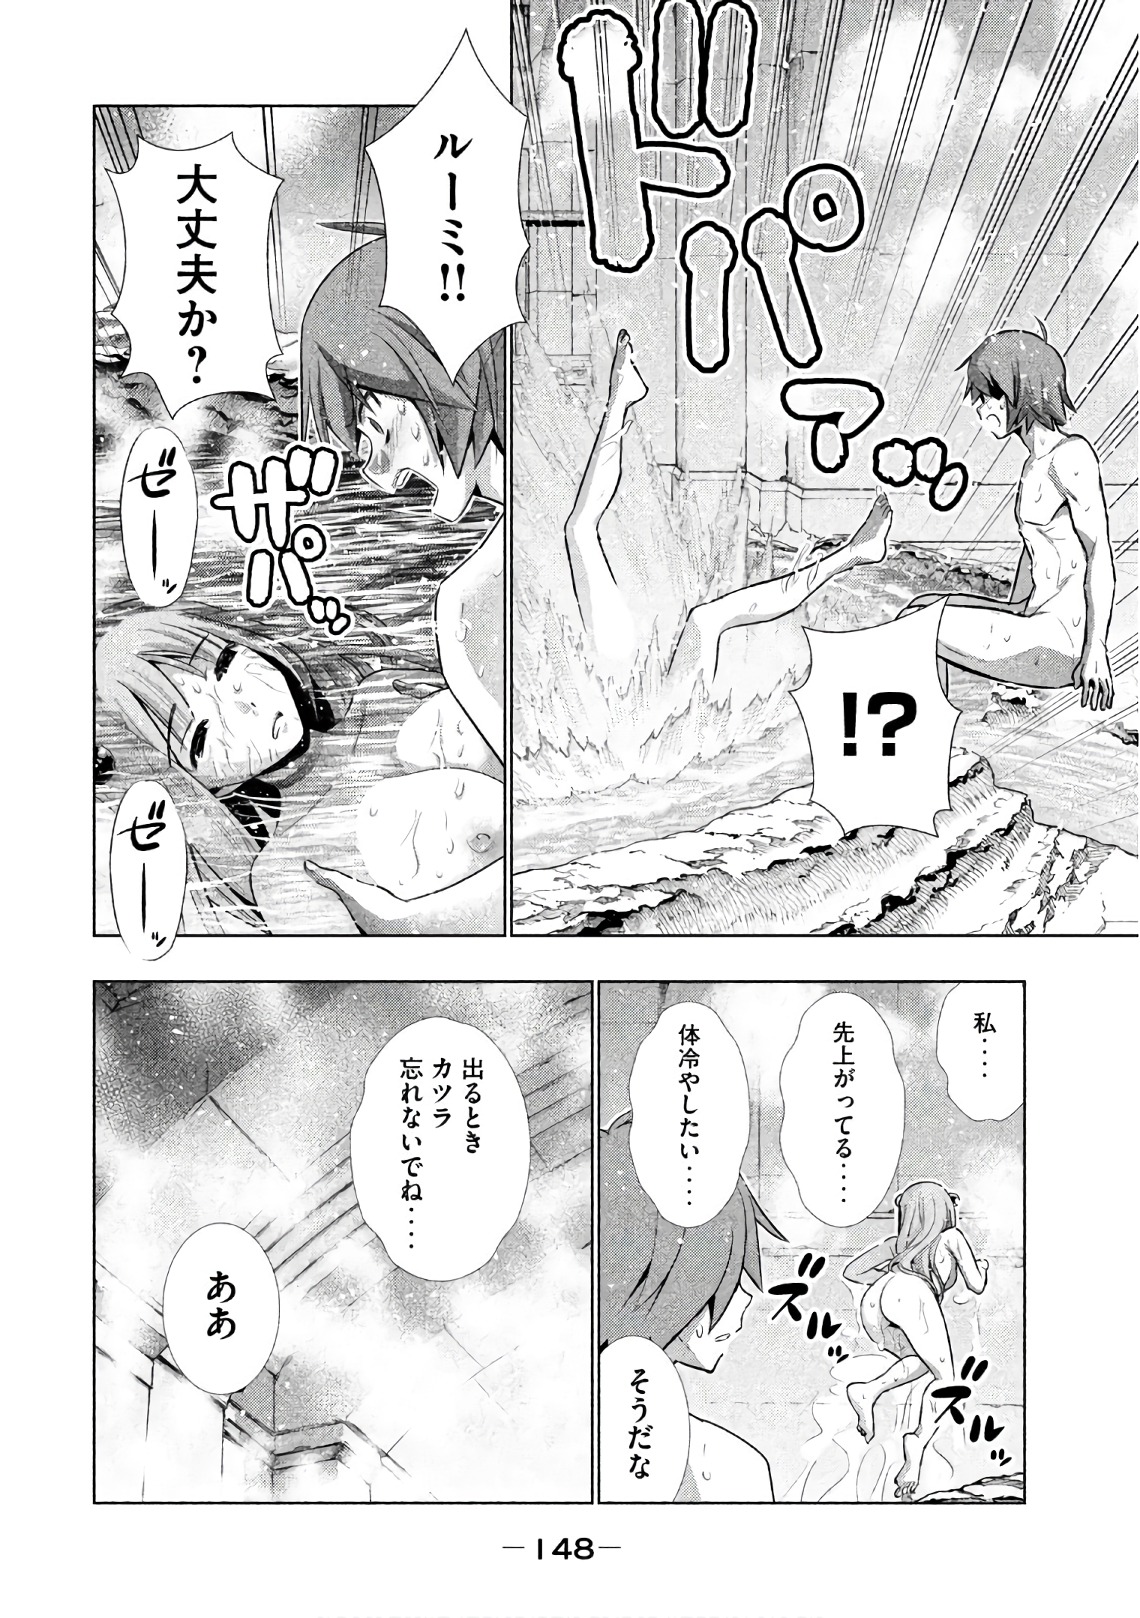 ドパァッ
!?
ルーミ!!
大丈夫か?
ザパッ
ゼーッ
ゼーッ
私‥‥
先上がってる‥‥
体冷やしたい‥‥
ズルッ
ズルッ
そうだな
出るとき
カツラ
忘れないでね‥‥
ああ
—148—